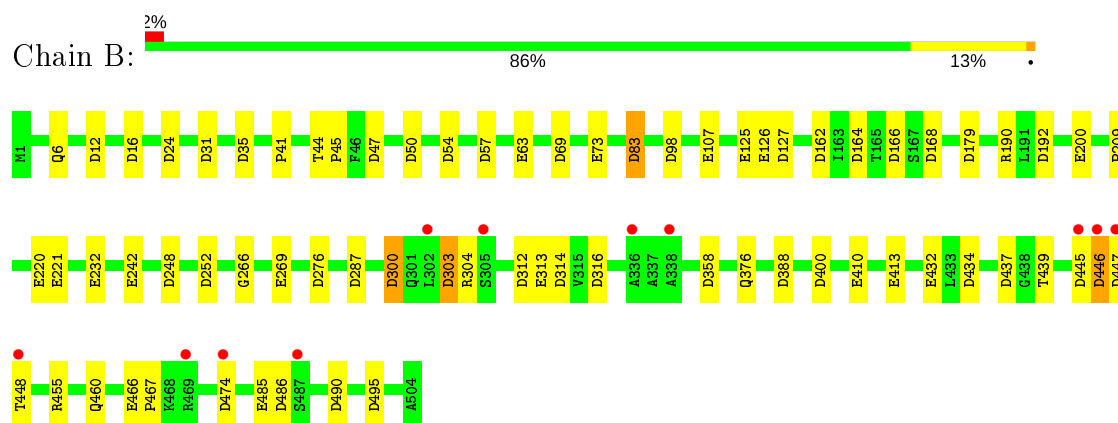 2%
Chain B:
86% 13% •
M1 Q6 D12 D16 D24 D31 D35 P41 T44 P45 F46 D47 D50 D54 D57 E63 D69 E73 D83 D98 E107 E125 E126 D127 D162 I163 D164 T165 D166 S167 D168 D179 R190 L191 D192 E200
E220 E221 E232 E242 D248 D252 G266 E269 D276 D287 D300 Q301 L302 D303 R304 S305 D312 E313 D314 V315 D316 A336 A337 A338 D358 Q376 D388 D400 E410 E413 E432 L433 D434 D437 G438 T439 D445 D446
T448 R455 Q460 E466 P467 K468 R469 D474 E485 D486 S487 D490 D495 A504